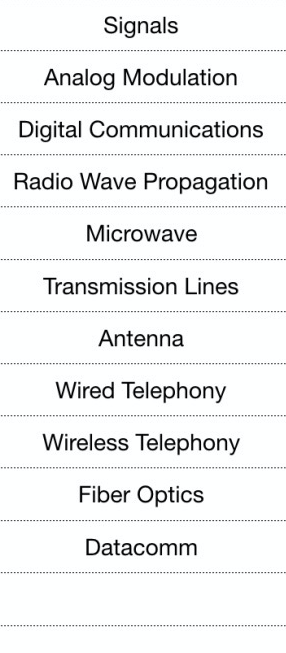 Signals
Analog Modulation
Digital Communications
Radio Wave Propagation
Microwave
Transmission Lines
Antenna
Wired Telephony
Wireless Telephony
Fiber Optics
Datacomm